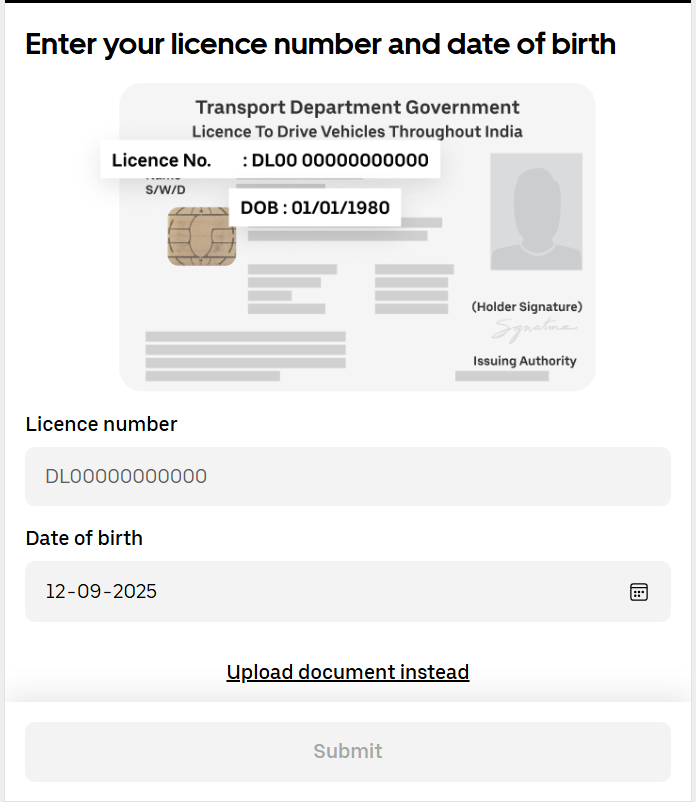 Enter your licence number and date of birth
Transport Department Government
Licence To Drive Vehicles Throughout India
Licence No. : DL00 00000000000
S/W/D
DOB : 01/01/1980
(Holder Signature)
Signature
Issuing Authority
Licence number
DL00000000000
Date of birth
12-09-2025
Upload document instead
Submit